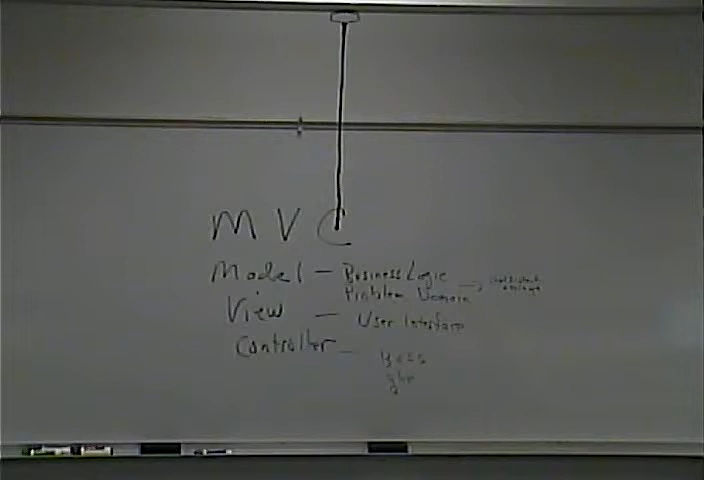 MVC
Model - Business Logic
Problem Domain →
View - User Interface
Controller -